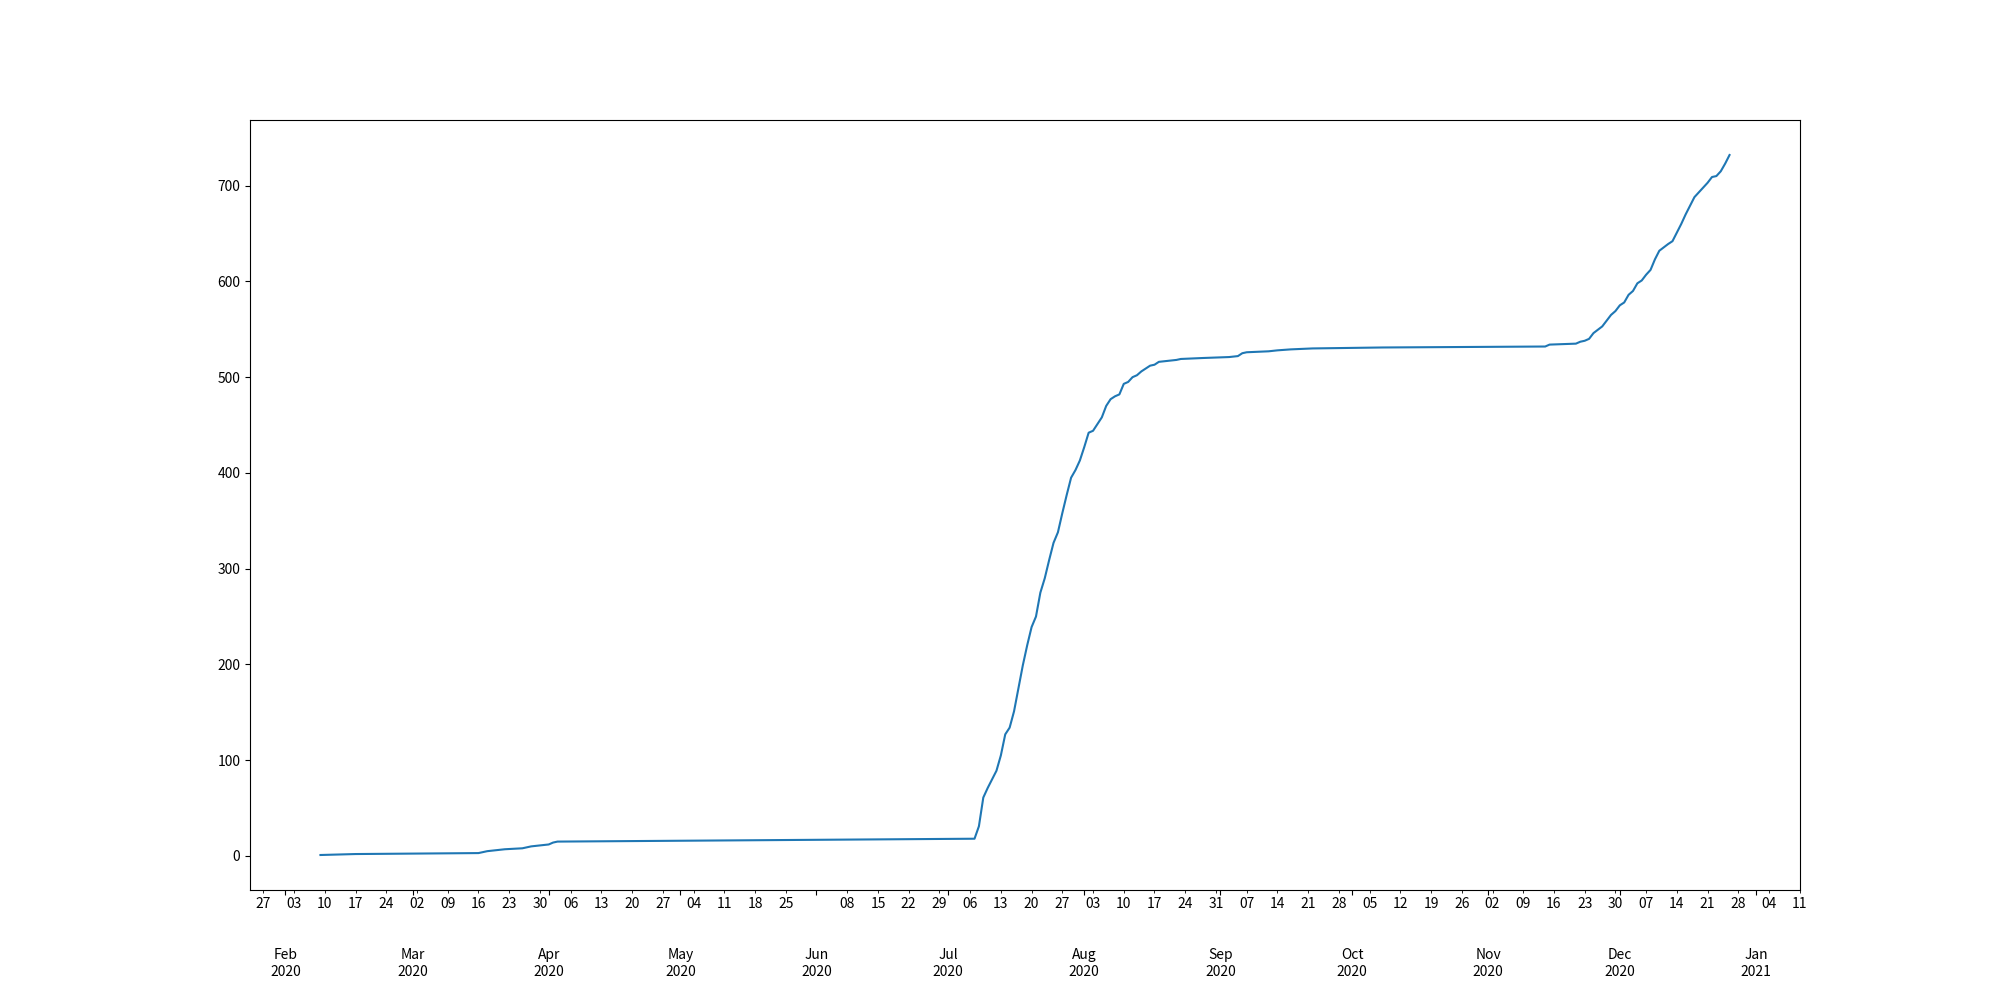 700
600
500
400
300
200
100
0
27 03 10 17 24 02 09 16 23 30 06 13 20 27 04 11 18 25 08 15 22 29 06 13 20 27 03 10 17 24 31 07 14 21 28 05 12 19 26 02 09 16 23 30 07 14 21 28 04 11
Feb Mar Apr May Jun Jul Aug Sep Oct Nov Dec Jan
2020 2020 2020 2020 2020 2020 2020 2020 2020 2020 2020 2021